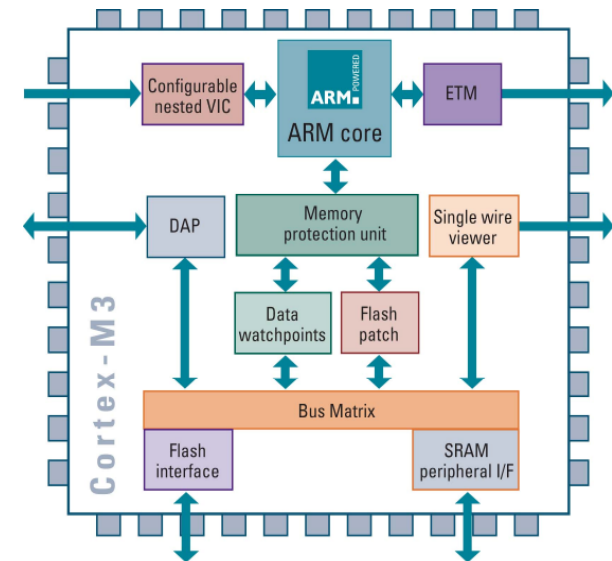 Configurable
nested VIC
ARM
POWERED
ARM core
ETM
DAP
Memory
protection unit
Single wire
viewer
Data
watchpoints
Flash
patch
Cortex-M3
Bus Matrix
Flash
interface
SRAM
peripheral I/F